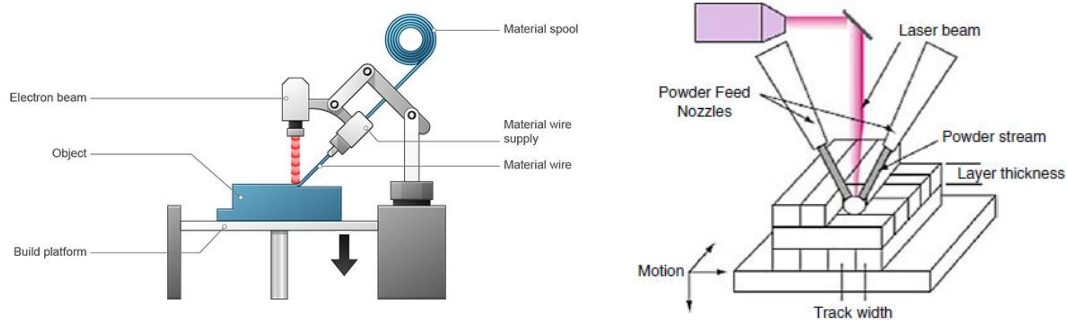 Material spool
Electron beam
Material wire
supply
Object
Material wire
Build platform
Laser beam
Powder Feed
Nozzles
Powder stream
Layer thickness
Motion
Track width